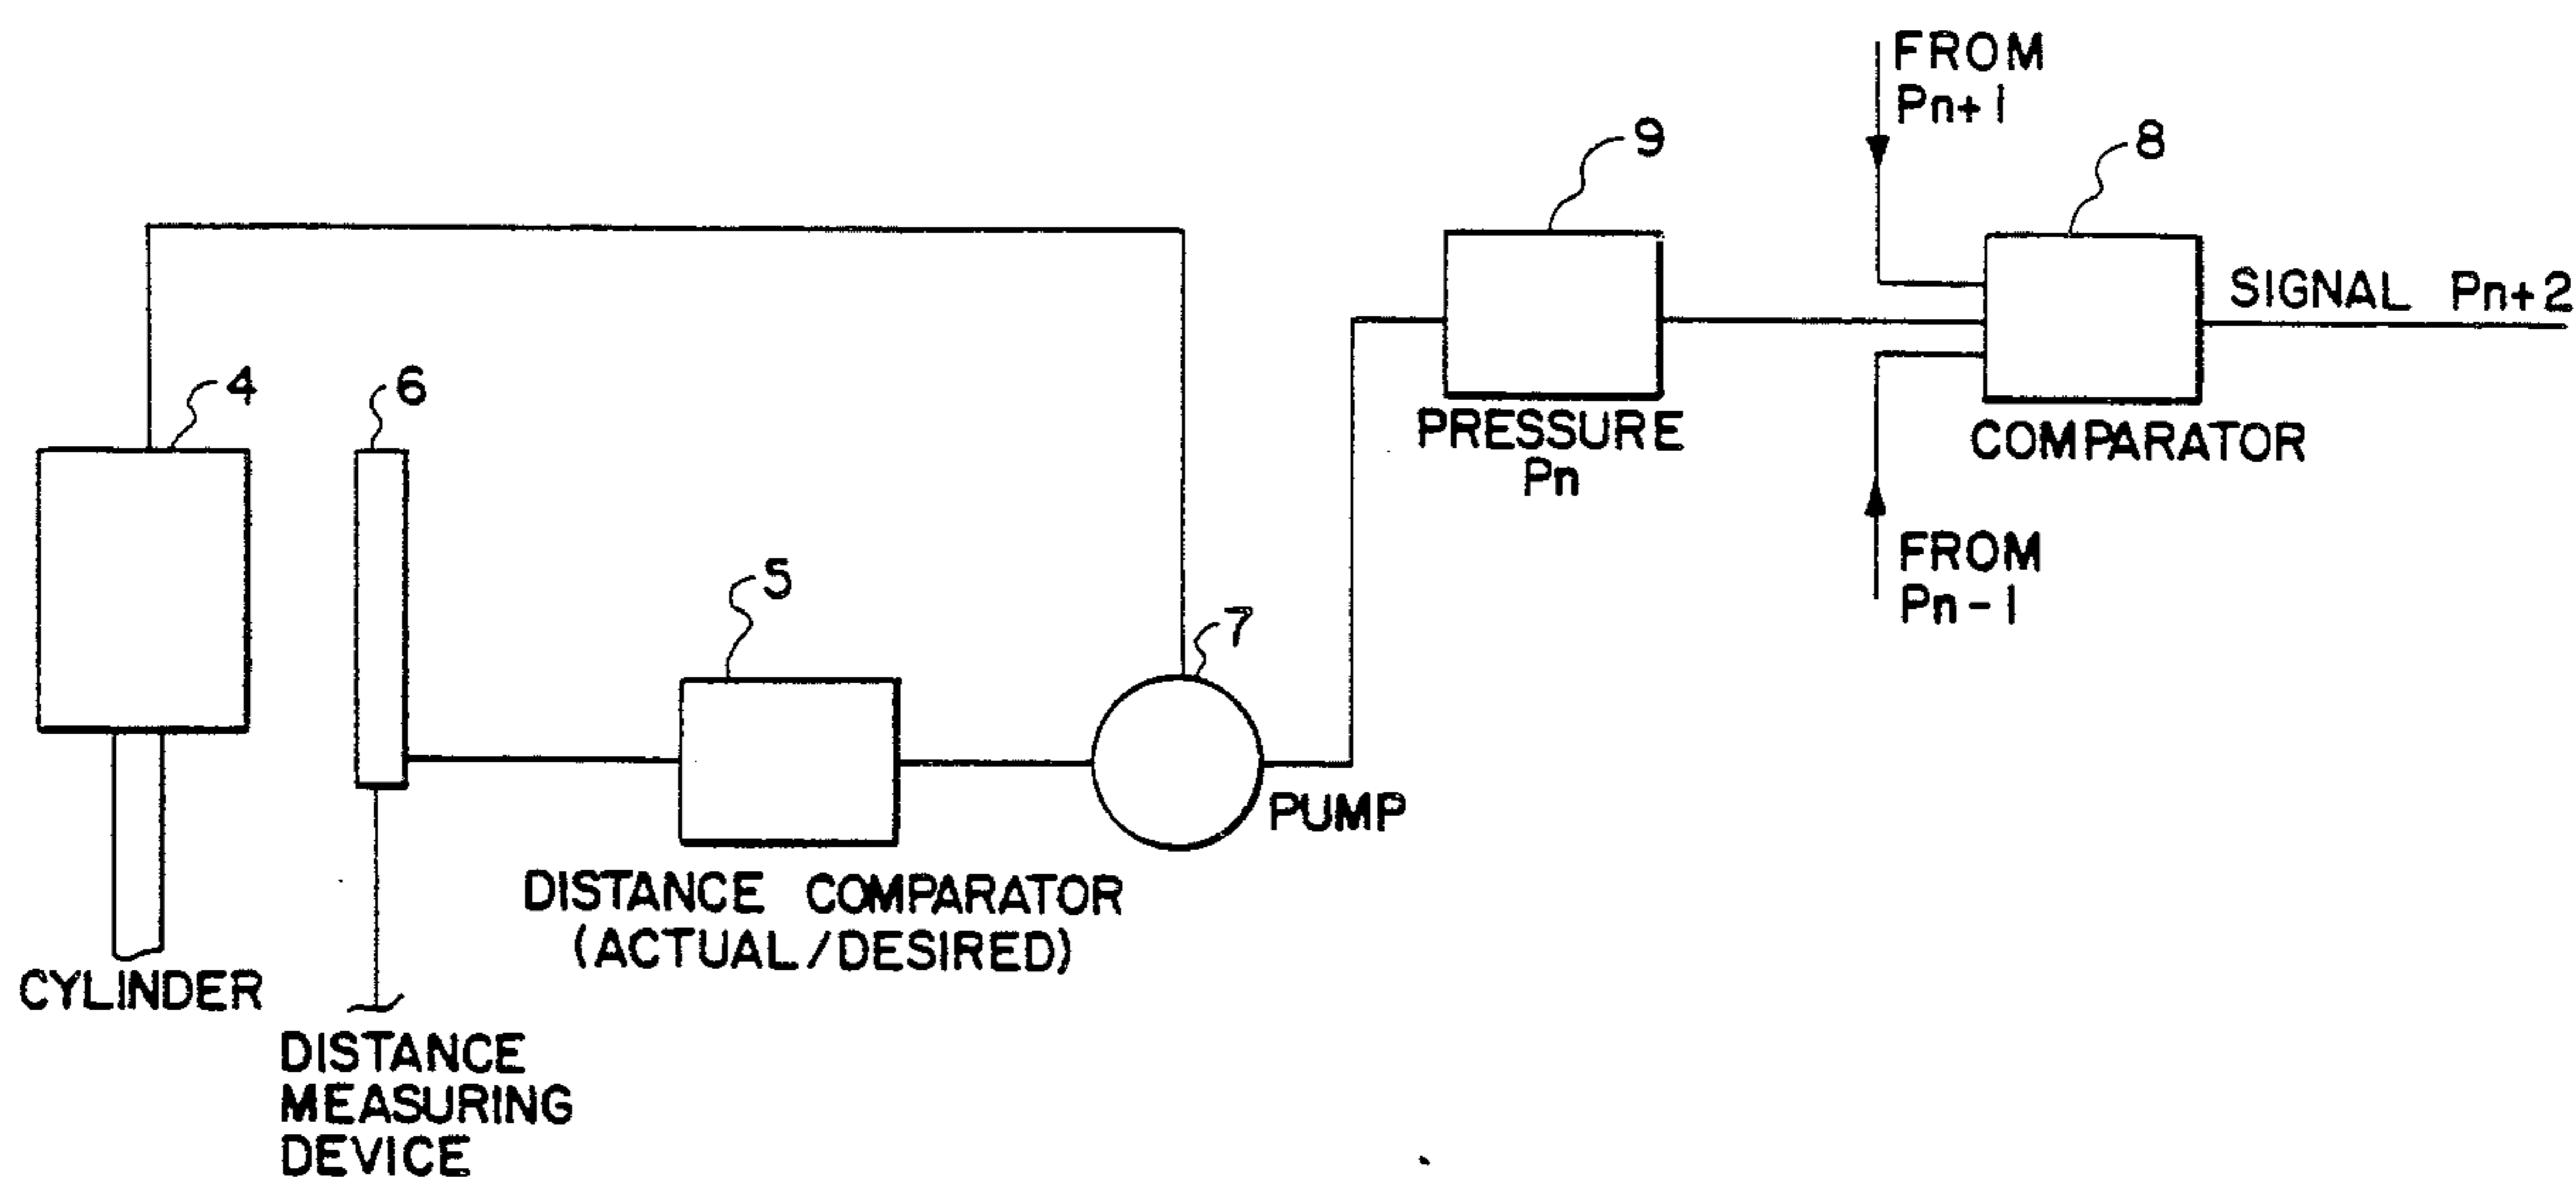 FROM
Pn+1
9
8
SIGNAL Pn+2
4
6
PRESSURE
Pn
COMPARATOR
5
FROM
Pn-1
7
PUMP
DISTANCE COMPARATOR
(ACTUAL/DESIRED)
CYLINDER
DISTANCE
MEASURING
DEVICE